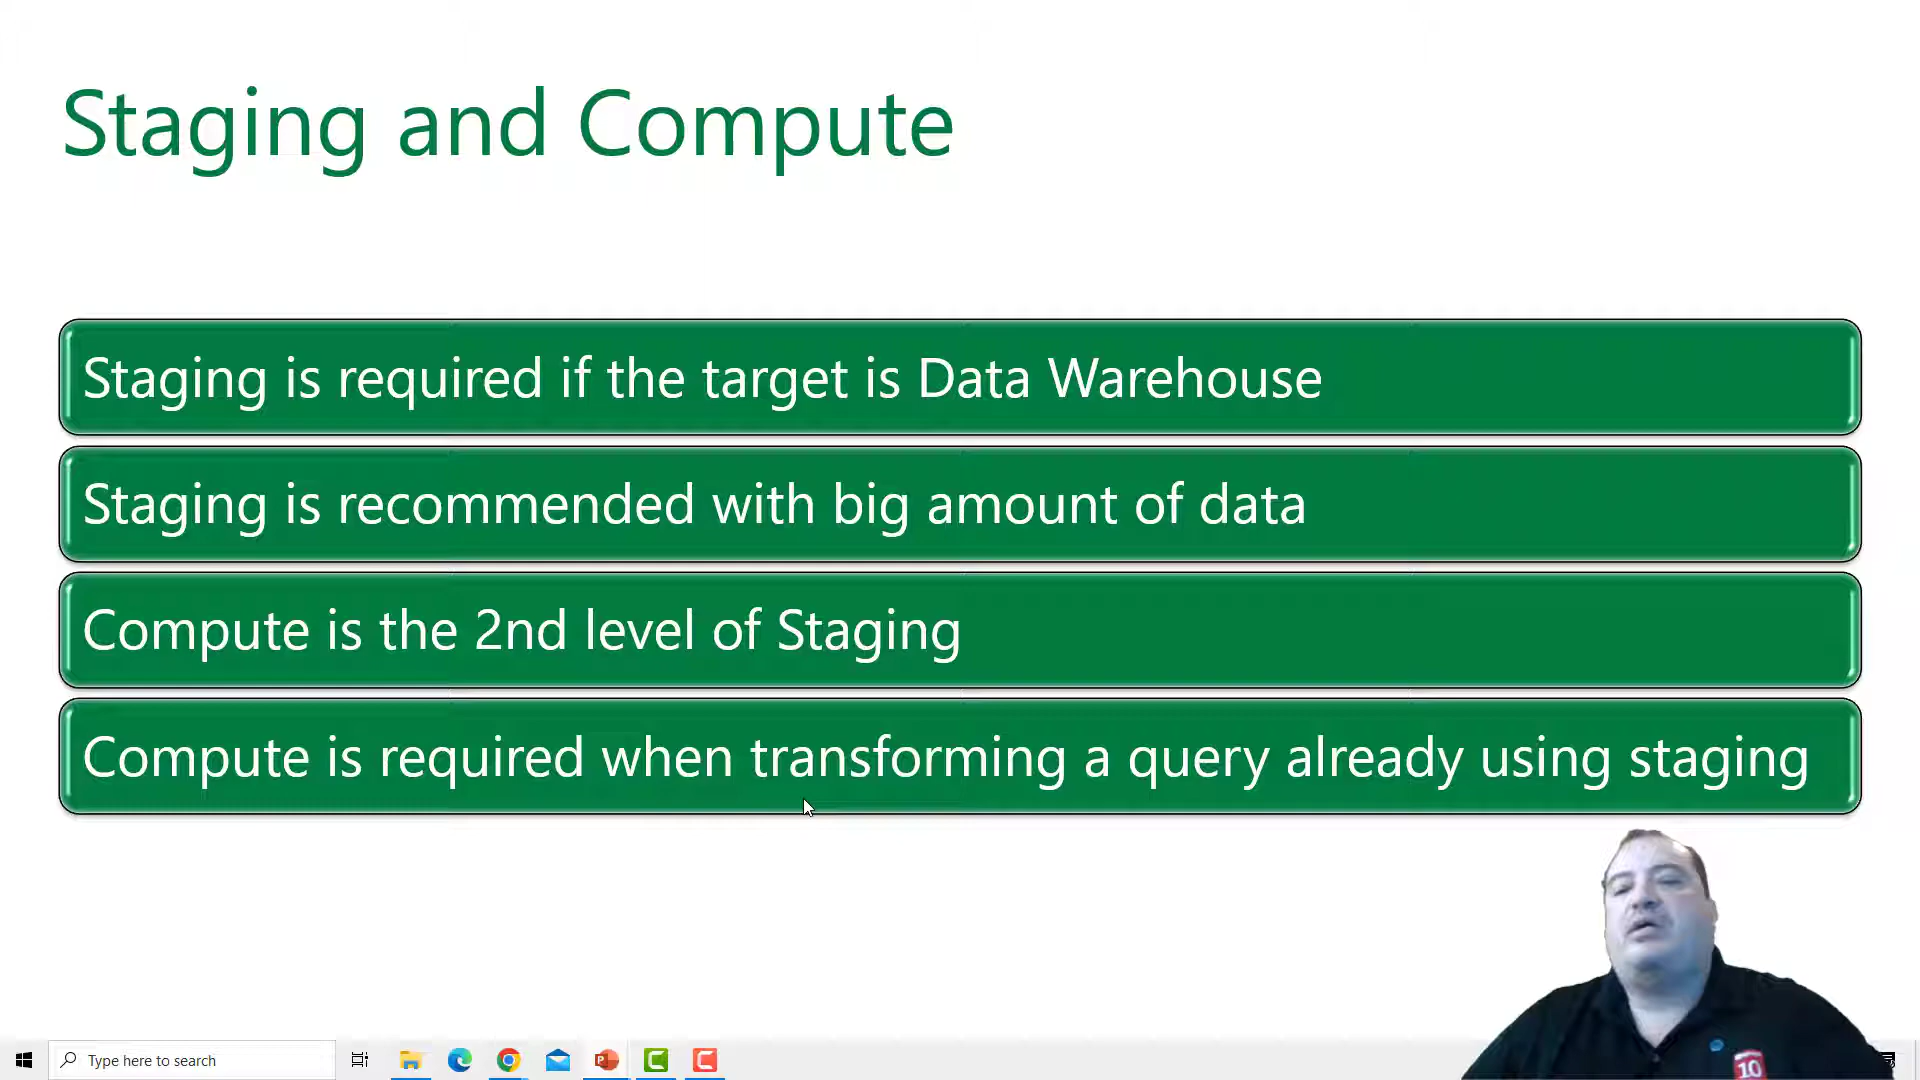 Staging and Compute
Staging is required if the target is Data Warehouse
Staging is recommended with big amount of data
Compute is the 2nd level of Staging
Compute is required when transforming a query already using staging
10
Type here to search